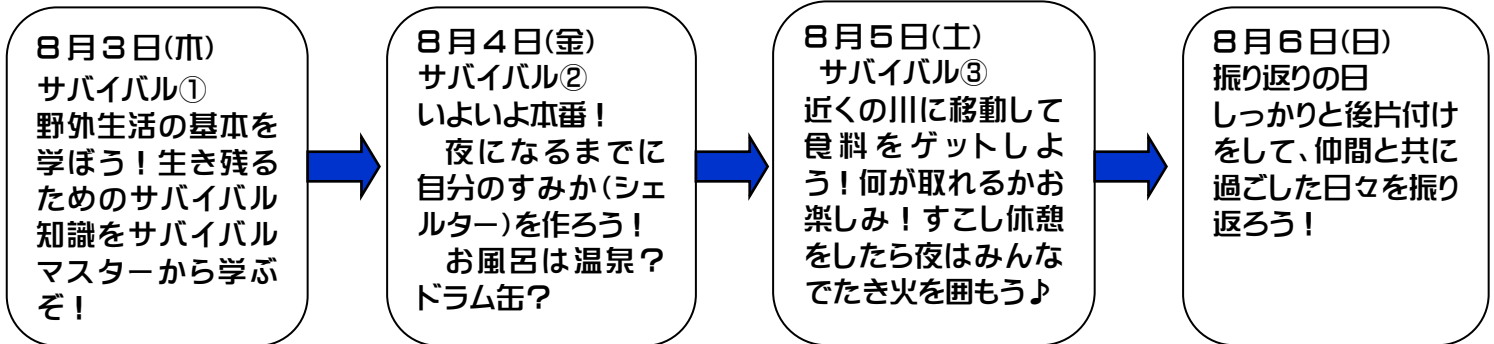 8月3日(木)
サバイバル①
野外生活の基本を
学ぼう！生き残る
ためのサバイバル
知識をサバイバル
マスターから学ぶ
ぞ！
8月4日(金)
サバイバル②
いよいよ本番！
夜になるまでに
自分のすみか(シェ
ルター)を作ろう！
お風呂は温泉？
ドラム缶？
8月5日(土)
サバイバル③
近くの川に移動して
食料をゲットしよ
う！何が取れるかお
楽しみ！すこし休憩
をしたら夜はみんな
でたき火を囲もう♪
8月6日(日)
振り返りの日
しっかりと後片付け
をして、仲間と共に
過ごした日々を振り
返ろう！